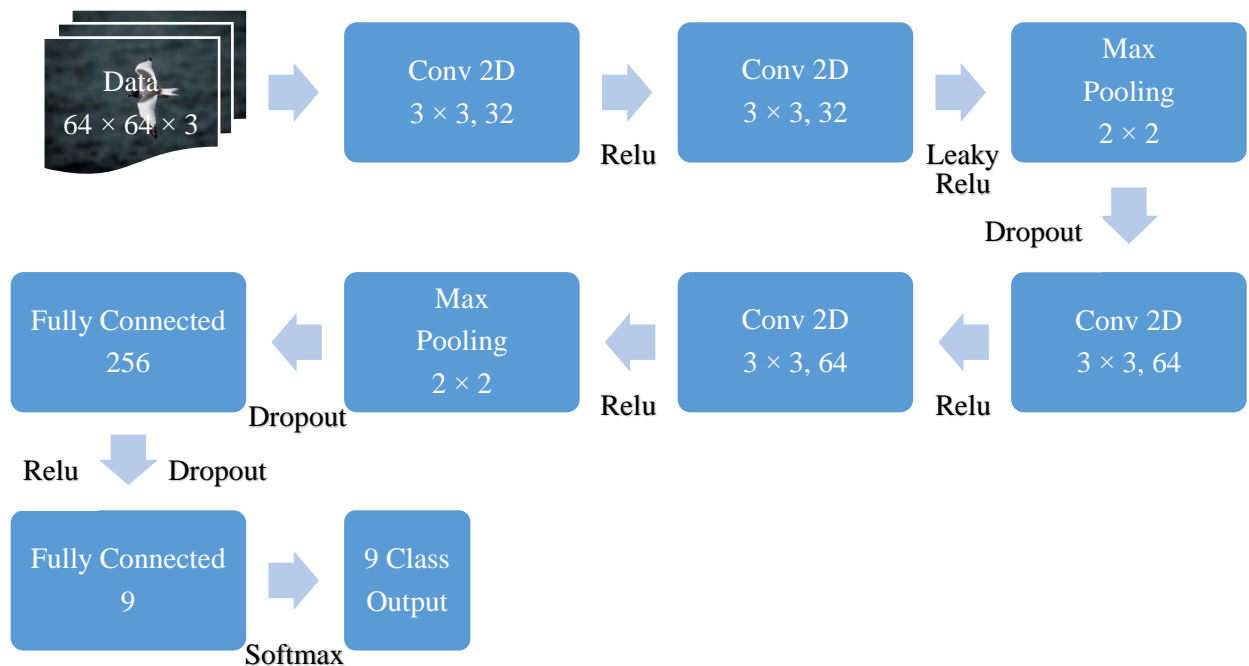 Data
64 × 64 × 3
Conv 2D
3 × 3, 32
Relu
Conv 2D
3 × 3, 32
Leaky
Relu
Max
Pooling
2 × 2
Dropout
Conv 2D
3 × 3, 64
Relu
Conv 2D
3 × 3, 64
Relu
Max
Pooling
2 × 2
Dropout
Fully Connected
256
Relu
Dropout
Fully Connected
9
Softmax
9 Class
Output